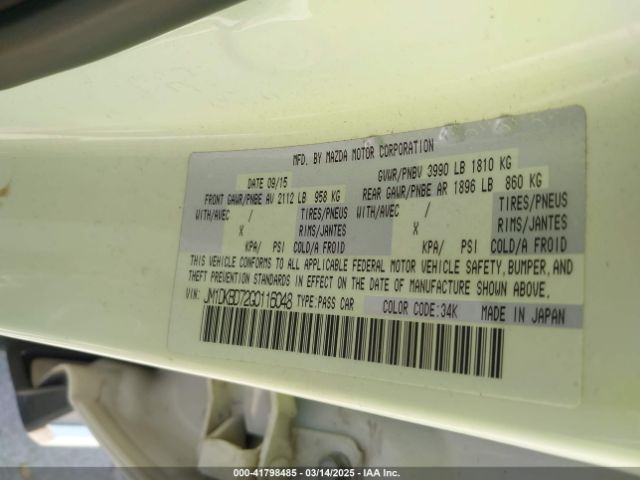 MFD. BY MAZDA MOTOR CORPORATION
DATE 09/15 GVWR/PNBV 3990 LB 1810 KG
FRONT GAWR/PNBE AV 2112 LB 958 KG REAR GAWR/PNBE AR 1896 LB 860 KG
WITH/AVEC / TIRES/PNEUS WITH/AVEC / TIRES/PNEUS
X RIMS/JANTES X RIMS/JANTES
KPA/ PSI COLD/A FROID KPA/ PSI COLD/A FROID
THIS VEHICLE CONFORMS TO ALL APPLICABLE FEDERAL MOTOR VEHICLE SAFETY, BUMPER, AND
THEFT PREVENTION STANDARDS IN EFFECT ON THE DATE OF MANUFACTURE SHOWN ABOVE.
VIN: JM1DKBD72G0116048 TYPE:PASS CAR COLOR CODE:34K MADE IN JAPAN
000-41798485 - 03/14/2025 - IAA Inc.